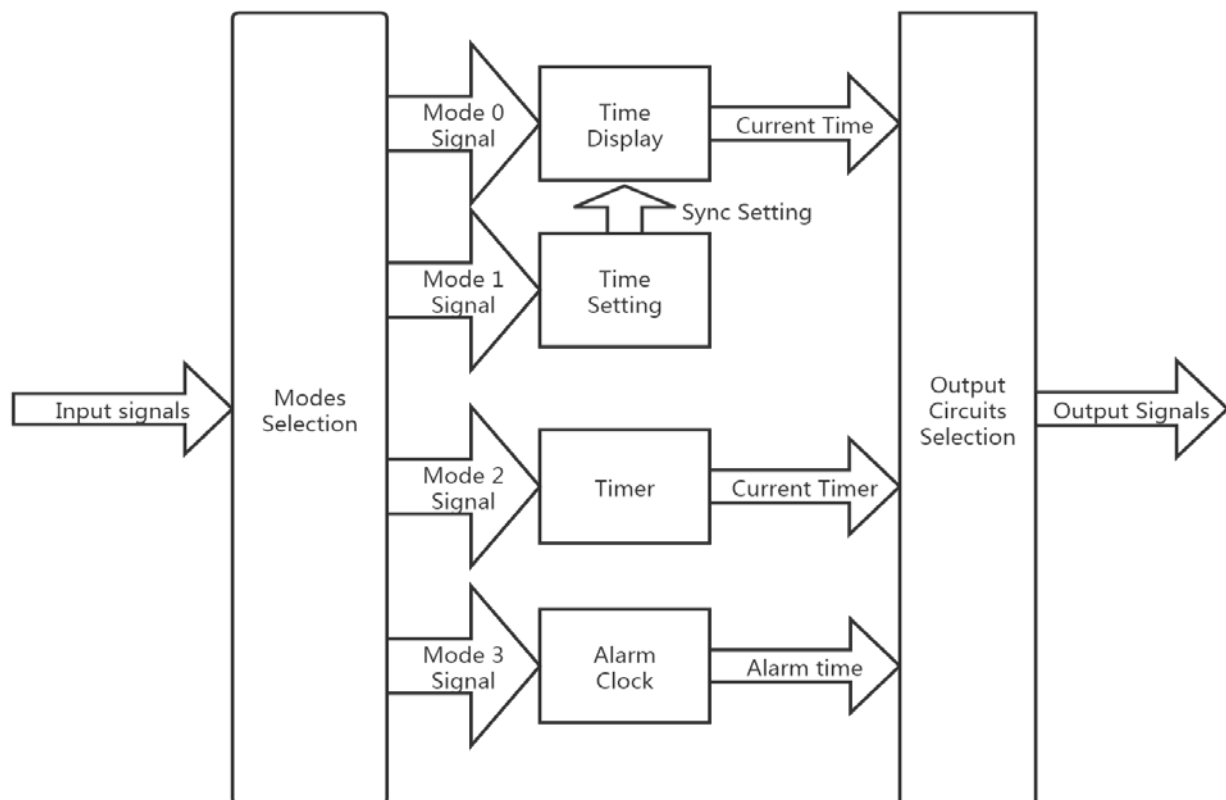 Mode 0
Signal
Time
Display
Current Time
Sync Setting
Mode 1
Signal
Time
Setting
Input signals
Modes
Selection
Output
Circuits
Selection
Output Signals
Mode 2
Signal
Timer
Current Timer
Mode 3
Signal
Alarm
Clock
Alarm time